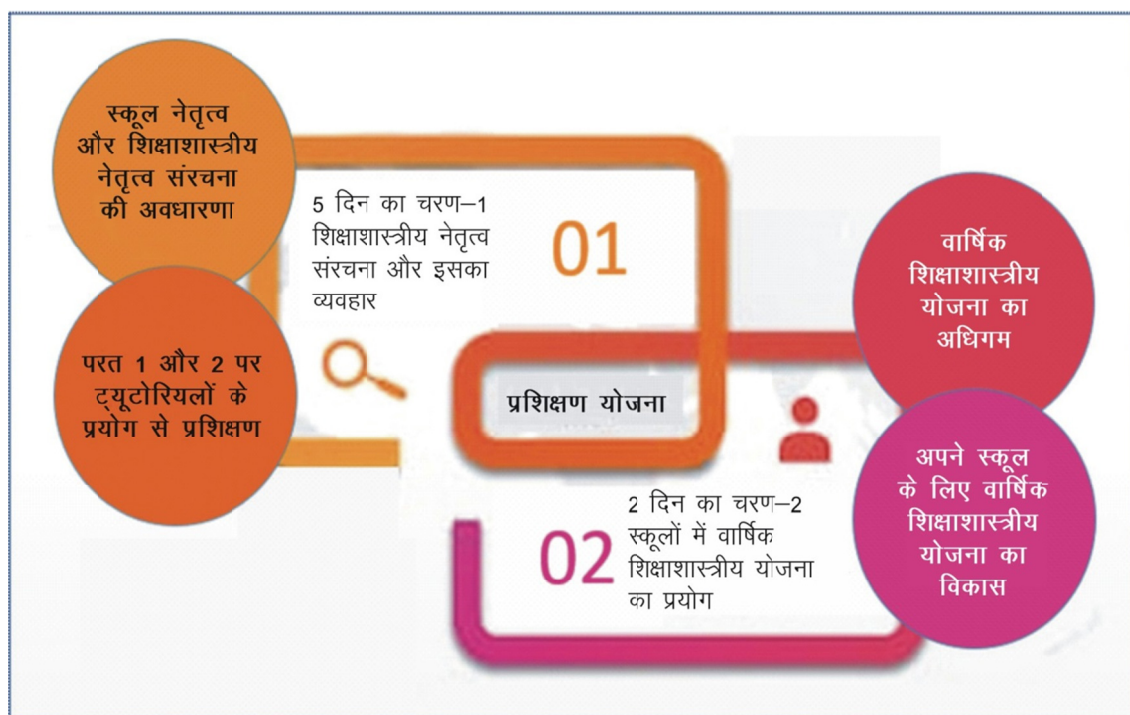 स्कूल नेतृत्व
और शिक्षाशास्त्रीय
नेतृत्व संरचना
की अवधारणा
परत 1 और 2 पर
ट्यूटोरियलों के
प्रयोग से प्रशिक्षण
5 दिन का चरण–1
शिक्षाशास्त्रीय नेतृत्व
संरचना और इसका
व्यवहार
01
प्रशिक्षण योजना
02
2 दिन का चरण–2
स्कूलों में वार्षिक
शिक्षाशास्त्रीय योजना
का प्रयोग
वार्षिक
शिक्षाशास्त्रीय
योजना का
अधिगम
अपने स्कूल
के लिए वार्षिक
शिक्षाशास्त्रीय
योजना का
विकास